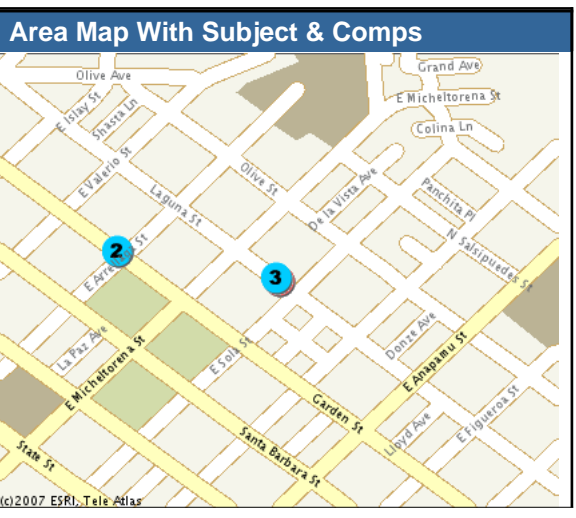 Area Map With Subject & Comps
Grand Ave
Olive Ave
E Micheltorena St
E Islay St
Shasta Ln
Colina Ln
E Valerio St
Olive St
De la Vista Ave
Panchita Pl
Laguna St
N Salsipuedes St
2
E Arre St
3
La Paz Ave
E Micheltorena St
E Sola St
Donze Ave
E Anapamu St
Garden St
Lloyd Ave
E Figueroa St
State St
Santa Barbara St
(c)2007 ESRI, Tele Atlas